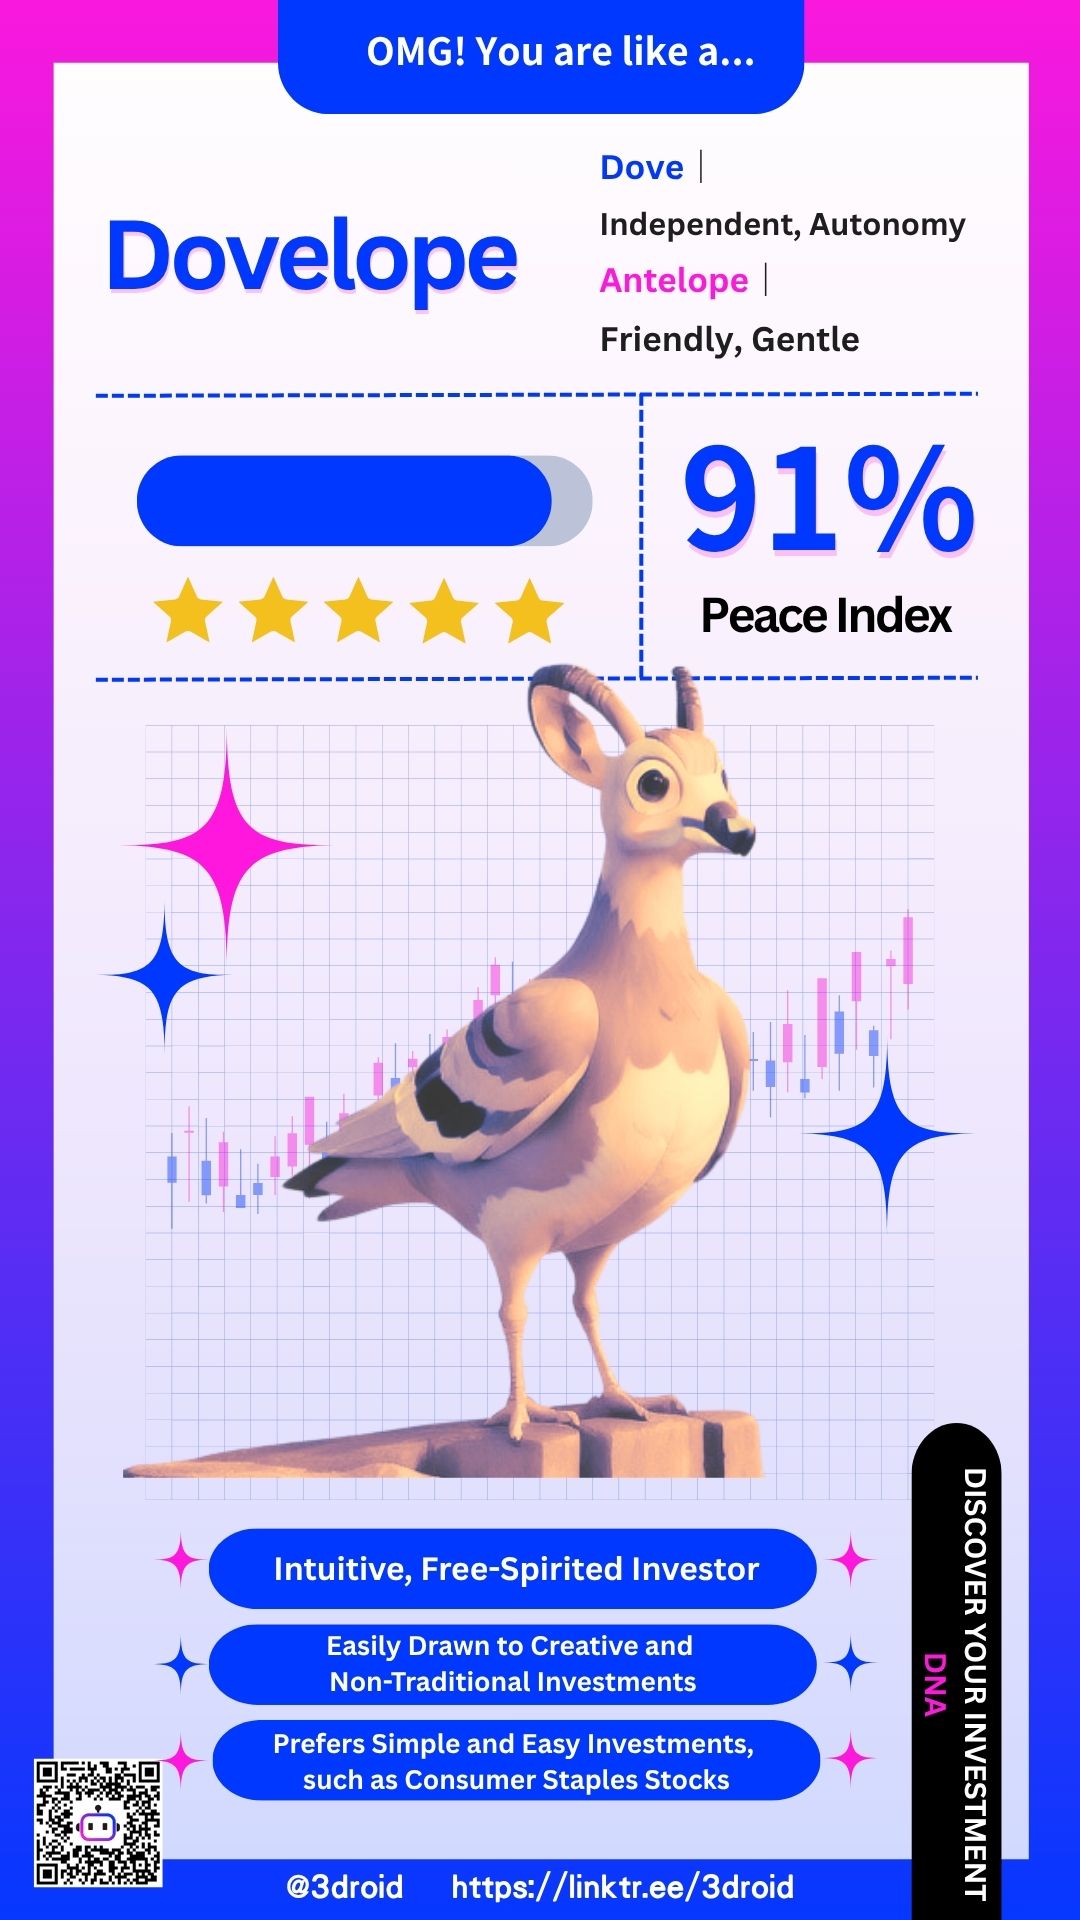 OMG! You are like a...
Dovelope
Dove |
Independent, Autonomy
Antelope |
Friendly, Gentle
91%
Peace Index
Intuitive, Free-Spirited Investor
Easily Drawn to Creative and
Non-Traditional Investments
Prefers Simple and Easy Investments,
such as Consumer Staples Stocks
DISCOVER YOUR INVESTMENT
DNA
@3droid https://linktr.ee/3droid